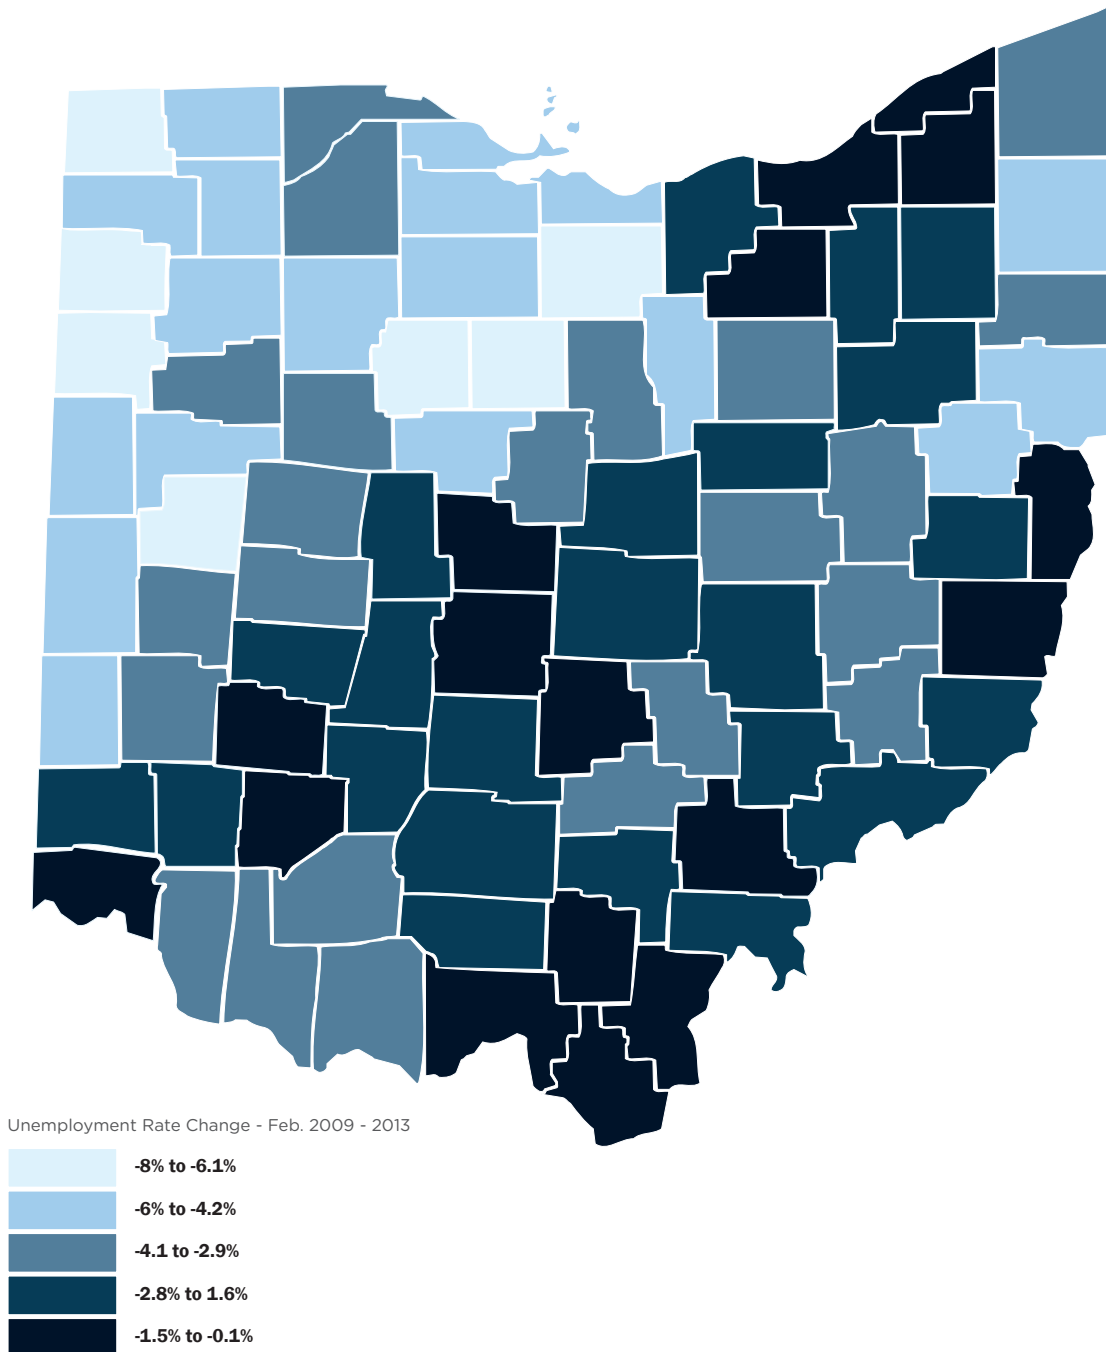 Unemployment Rate Change - Feb. 2009 - 2013
-8% to -6.1%
-6% to -4.2%
-4.1 to -2.9%
-2.8% to 1.6%
-1.5% to -0.1%